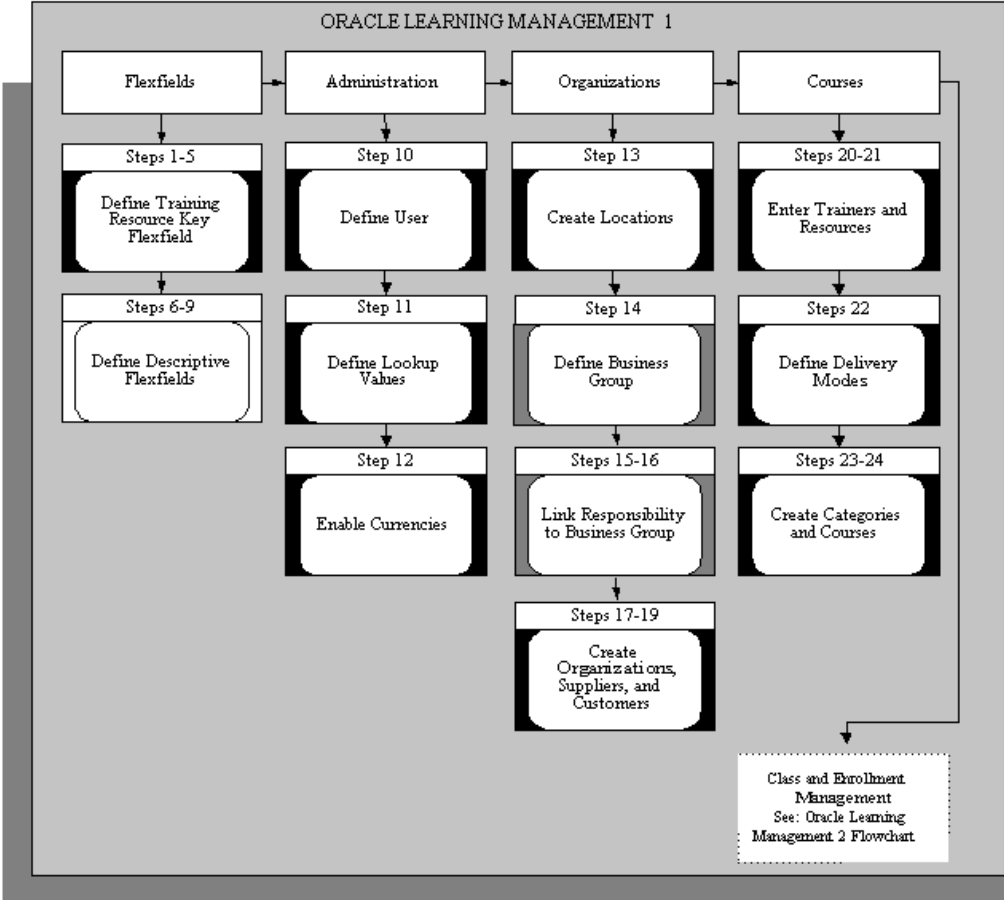 ORACLE LEARNING MANAGEMENT 1
Flexfields
Administration
Organizations
Courses
Steps 1-5
Define Training
Resource Key
Flexfield
Steps 6-9
Define Descriptive
Flexfields
Step 10
Define User
Step 11
Define Lookup
Values
Step 12
Enable Currencies
Step 13
Create Locations
Step 14
Define Business
Group
Steps 15-16
Link Responsibility
to Business Group
Steps 17-19
Create
Organizations,
Suppliers, and
Customers
Steps 20-21
Enter Trainers and
Resources
Steps 22
Define Delivery
Modes
Steps 23-24
Create Categories
and Courses
Class and Enrollment
Management
See: Oracle Learning
Management 2 Flowchart